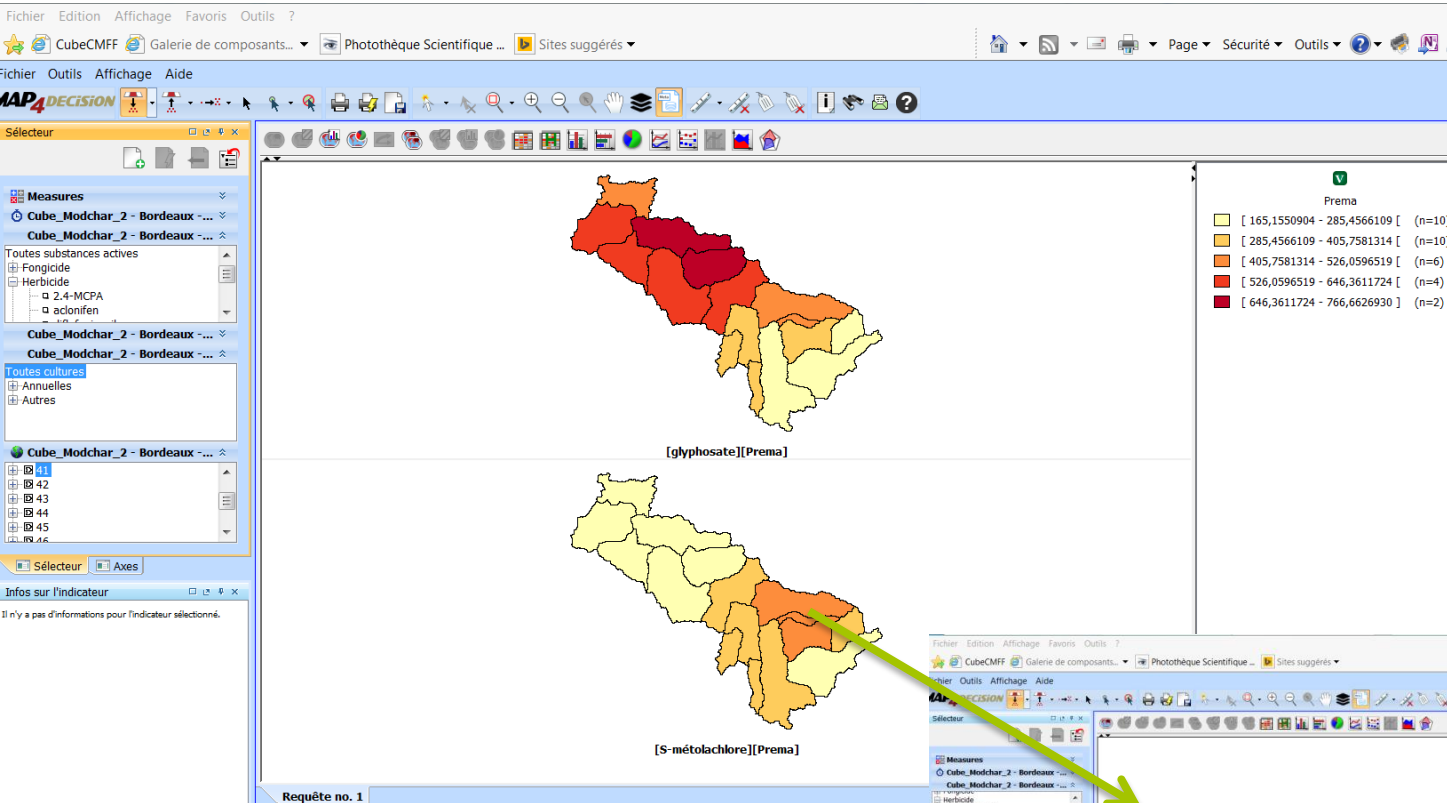 Fichier Edition Affichage Favoris Outils ?
CubeCMFF Galerie de composants... Photothèque Scientifique ... Sites suggérés
Page Sécurité Outils
Fichier Outils Affichage Aide
MAP4DECISION
Sélecteur
Measures
Cube_Modchar_2 - Bordeaux -...
Cube_Modchar_2 - Bordeaux -...
Toutes substances actives
Fongicide
Herbicide
2.4-MCPA
aclonifen
Cube_Modchar_2 - Bordeaux -...
Cube_Modchar_2 - Bordeaux -...
Toutes cultures
Annuelles
Autres
Cube_Modchar_2 - Bordeaux -...
41
42
43
44
45
46
Sélecteur Axes
Infos sur l'indicateur
Il n'y a pas d'informations pour l'indicateur sélectionné.
[glyphosate][Prema]
[S-métolachlore][Prema]
Requête no. 1
V
Prema
[ 165,1550904 - 285,4566109 [ (n=10)
[ 285,4566109 - 405,7581314 [ (n=10)
[ 405,7581314 - 526,0596519 [ (n=6)
[ 526,0596519 - 646,3611724 [ (n=4)
[ 646,3611724 - 766,6626930 ] (n=2)
Fichier Edition Affichage Favoris Outils ?
CubeCMFF Galerie de composants... Photothèque Scientifique ... Sites suggérés
Fichier Outils Affichage Aide
MAP4DECISION
Sélecteur
Measures
Cube_Modchar_2 - Bordeaux -...
Cube_Modchar_2 - Bordeaux -...
Fongicide
Herbicide